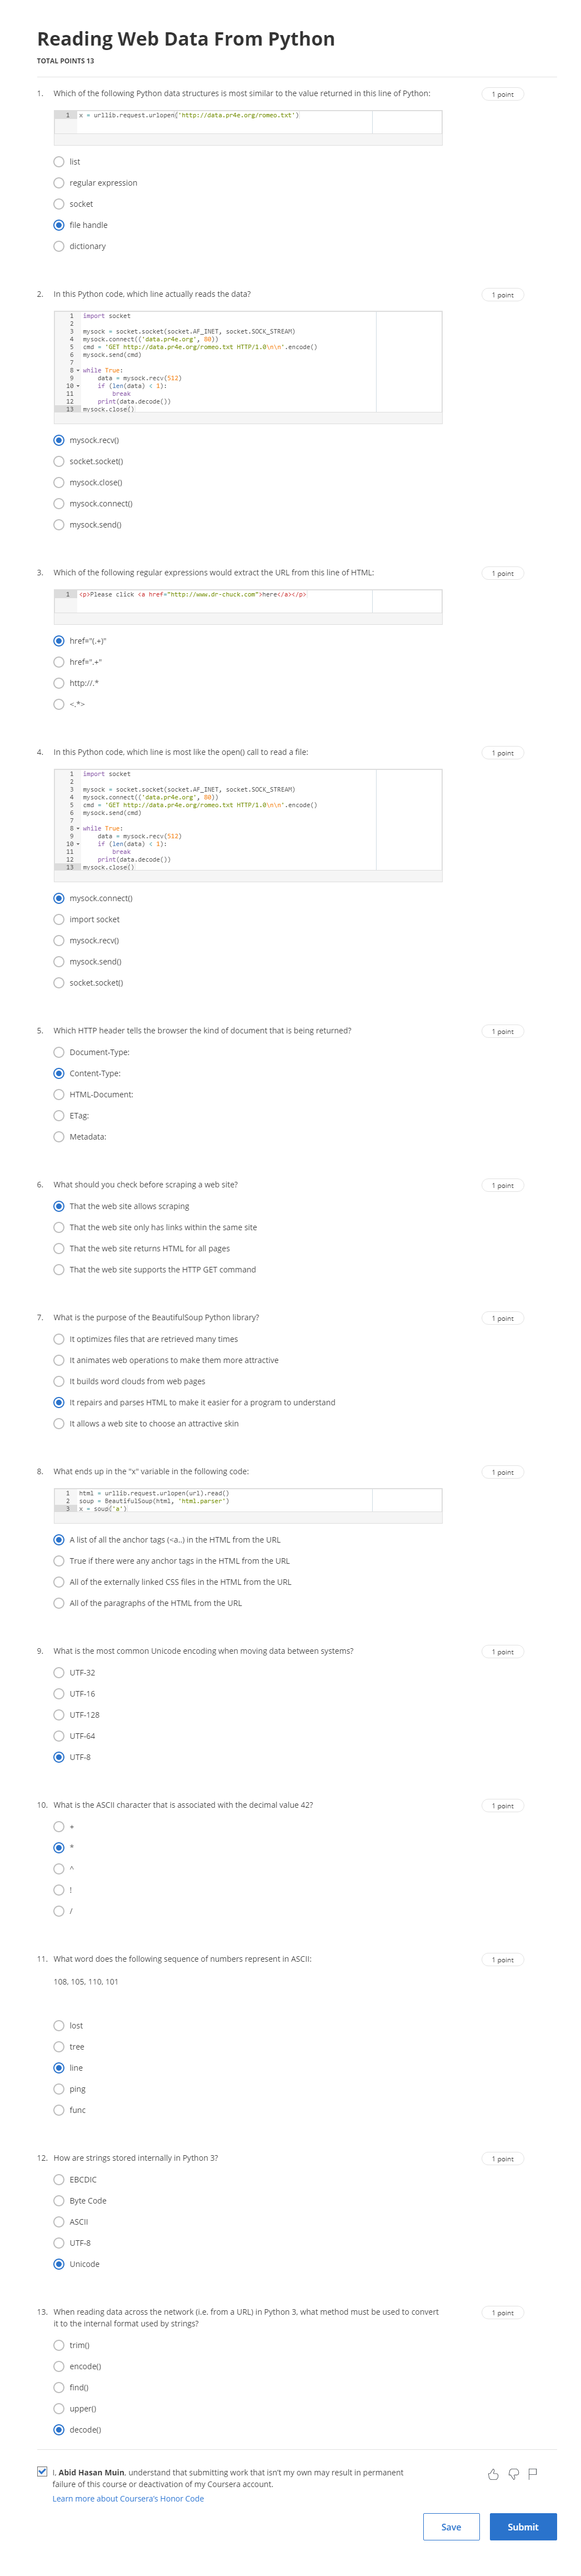 Reading Web Data From Python
TOTAL POINTS 13
1. Which of the following Python data structures is most similar to the value returned in this line of Python:
1 point
1 x = urllib.request.urlopen('http://data.pr4e.org/romeo.txt')
list
regular expression
socket
file handle
dictionary
2. In this Python code, which line actually reads the data?
1 point
1 import socket
2
3 mysock = socket.socket(socket.AF_INET, socket.SOCK_STREAM)
4 mysock.connect(('data.pr4e.org', 80))
5 cmd = 'GET http://data.pr4e.org/romeo.txt HTTP/1.0\n\n'.encode()
6 mysock.send(cmd)
7
8 while True:
9 data = mysock.recv(512)
10 if (len(data) < 1):
11 break
12 print(data.decode())
13 mysock.close()
mysock.recv()
socket.socket()
mysock.close()
mysock.connect()
mysock.send()
3. Which of the following regular expressions would extract the URL from this line of HTML:
1 point
1 <p>Please click <a href="http://www.dr-chuck.com">here</a></p>
href="(.+)"
href=".+"
http://.*
<.*>
4. In this Python code, which line is most like the open() call to read a file:
1 point
1 import socket
2
3 mysock = socket.socket(socket.AF_INET, socket.SOCK_STREAM)
4 mysock.connect(('data.pr4e.org', 80))
5 cmd = 'GET http://data.pr4e.org/romeo.txt HTTP/1.0\n\n'.encode()
6 mysock.send(cmd)
7
8 while True:
9 data = mysock.recv(512)
10 if (len(data) < 1):
11 break
12 print(data.decode())
13 mysock.close()
mysock.connect()
import socket
mysock.recv()
mysock.send()
socket.socket()
5. Which HTTP header tells the browser the kind of document that is being returned?
1 point
Document-Type:
Content-Type:
HTML-Document:
ETag:
Metadata:
6. What should you check before scraping a web site?
1 point
That the web site allows scraping
That the web site only has links within the same site
That the web site returns HTML for all pages
That the web site supports the HTTP GET command
7. What is the purpose of the BeautifulSoup Python library?
1 point
It optimizes files that are retrieved many times
It animates web operations to make them more attractive
It builds word clouds from web pages
It repairs and parses HTML to make it easier for a program to understand
It allows a web site to choose an attractive skin
8. What ends up in the "x" variable in the following code:
1 point
1 html = urllib.request.urlopen(url).read()
2 soup = BeautifulSoup(html, 'html.parser')
3 x = soup('a')
A list of all the anchor tags (<a..) in the HTML from the URL
True if there were any anchor tags in the HTML from the URL
All of the externally linked CSS files in the HTML from the URL
All of the paragraphs of the HTML from the URL
9. What is the most common Unicode encoding when moving data between systems?
1 point
UTF-32
UTF-16
UTF-128
UTF-64
UTF-8
10. What is the ASCII character that is associated with the decimal value 42?
1 point
+
*
^
!
/
11. What word does the following sequence of numbers represent in ASCII:
1 point
108, 105, 110, 101
lost
tree
line
ping
func
12. How are strings stored internally in Python 3?
1 point
EBCDIC
Byte Code
ASCII
UTF-8
Unicode
13. When reading data across the network (i.e. from a URL) in Python 3, what method must be used to convert
1 point
it to the internal format used by strings?
trim()
encode()
find()
upper()
decode()
I, Abid Hasan Muin, understand that submitting work that isn't my own may result in permanent
failure of this course or deactivation of my Coursera account.
Learn more about Coursera's Honor Code
Save
Submit